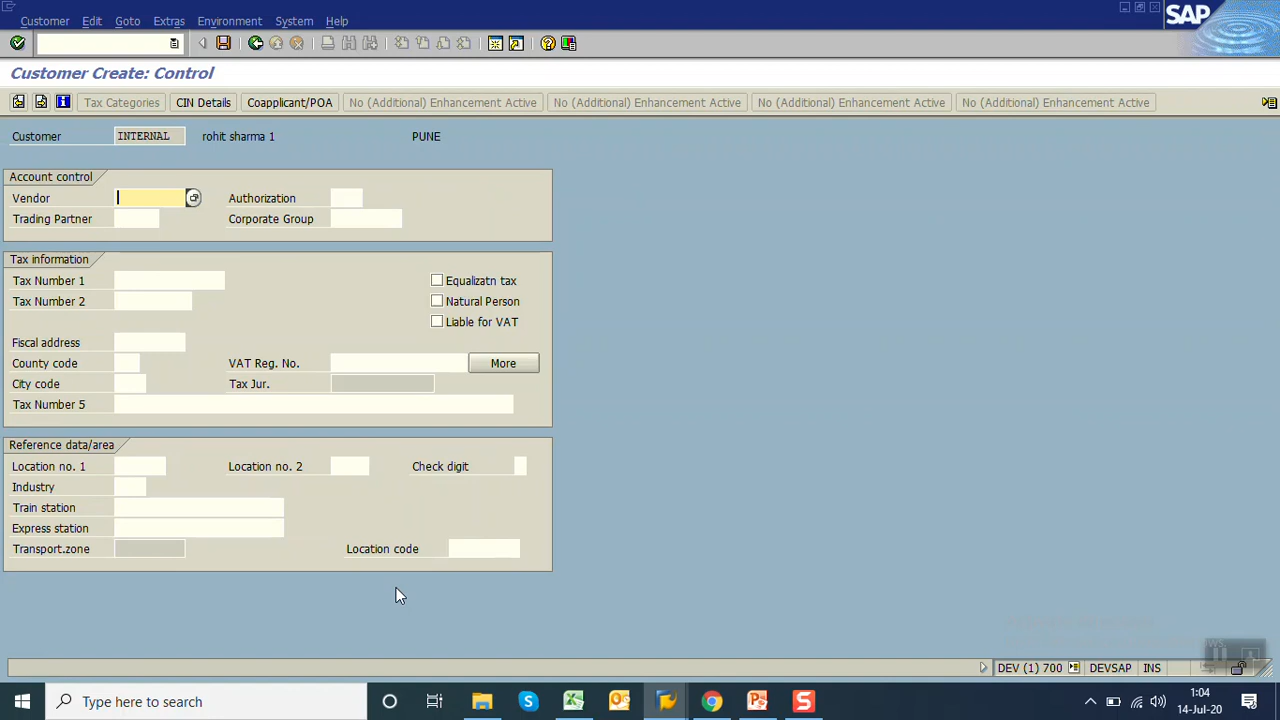 Customer Edit Goto Extras Environment System Help
SAP
Customer Create: Control
Tax Categories CIN Details Coapplicant/POA No (Additional) Enhancement Active No (Additional) Enhancement Active No (Additional) Enhancement Active No (Additional) Enhancement Active
Customer INTERNAL rohit sharma 1 PUNE
Account control
Vendor Authorization
Trading Partner Corporate Group
Tax information
Tax Number 1 Equalizatn tax
Tax Number 2 Natural Person
Liable for VAT
Fiscal address
County code VAT Reg. No. More
City code Tax Jur.
Tax Number 5
Reference data/area
Location no. 1 Location no. 2 Check digit
Industry
Train station
Express station
Transport.zone Location code
DEV (1) 700 DEVSAP INS
Type here to search
1:04
14-Jul-20